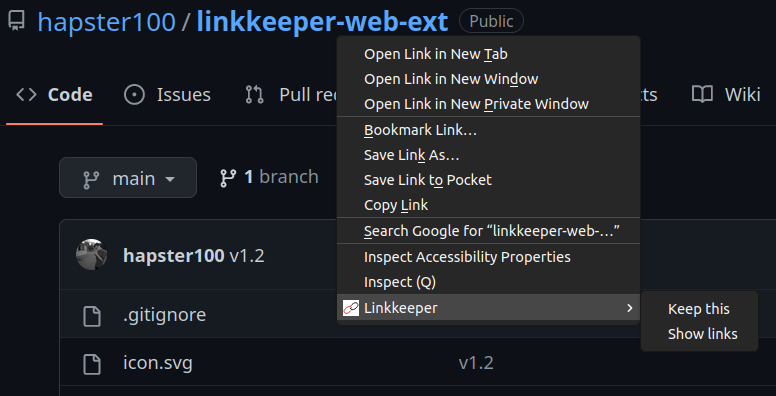 hapster100 / linkkeeper-web-ext Public
Code Issues Pull re cts Wiki
Open Link in New Tab
Open Link in New Window
Open Link in New Private Window
Bookmark Link…
Save Link As…
Save Link to Pocket
Copy Link
Search Google for “linkkeeper-web-…”
Inspect Accessibility Properties
Inspect (Q)
Linkkeeper
Keep this
Show links
main 1 branch
hapster100 v1.2
.gitignore
icon.svg v1.2